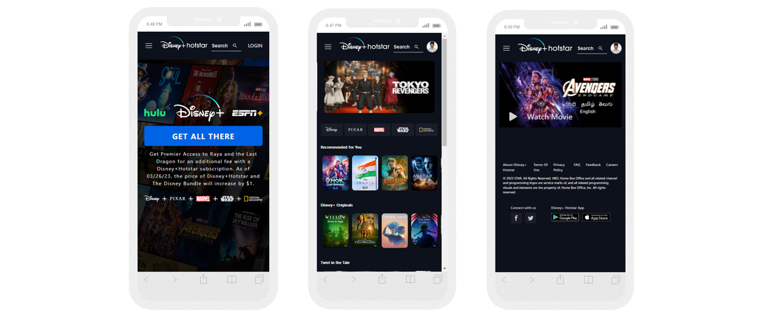 6:46 PM
Disney+ hotstar
Search
LOGIN
hulu Disney+ ESPN+
GET ALL THERE
Get Premier Access to Raya and the Last
Dragon for an additional fee with a
Disney+Hotstar subscription. As of
03/26/23, the price of Disney+Hotstar and
The Disney Bundle will increase by $1.
Disney+ + PIXAR + MARVEL + STAR WARS + NATIONAL GEOGRAPHIC
6:47 PM
Disney+ hotstar
Search
TOKYO
REVENGERS
Disney PIXAR MARVEL STAR WARS NATIONAL GEOGRAPHIC
Recommended for You
Disney+ Originals
WILLOW
Twist in the Tale
6:50 PM
Disney+ hotstar
Search
MARVEL STUDIOS
AVENGERS
ENDGAME
हिन्दी தமிழ் తెలుగు
English
Watch Movie
About Disney+
Hotstar
Terms Of
Use
Privacy
Policy
FAQ
Feedback
Careers
Connect with us
Disney+ Hotstar App
Google Play
App Store